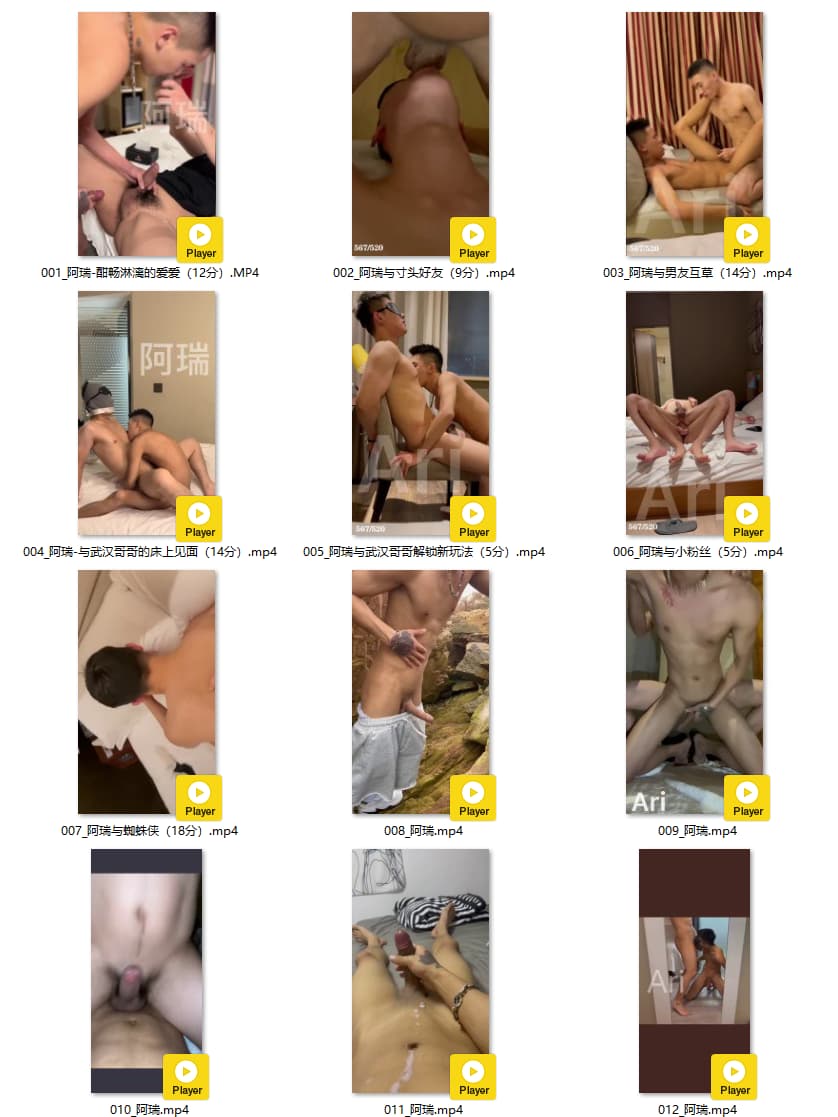 阿瑞
Player
567/520
Player
Ari
567/520
Player
001_阿瑞-酣畅淋漓的爱爱（12分）.MP4
002_阿瑞与寸头好友（9分）.mp4
003_阿瑞与男友互草（14分）.mp4
阿瑞
Player
Ari
567/520
Player
Ari
567/520
Player
004_阿瑞-与武汉哥哥的床上见面（14分）.mp4
005_阿瑞与武汉哥哥解锁新玩法（5分）.mp4
006_阿瑞与小粉丝（5分）.mp4
Player
Player
Ari
Player
007_阿瑞与蜘蛛侠（18分）.mp4
008_阿瑞.mp4
009_阿瑞.mp4
Player
Player
Ari
Player
010_阿瑞.mp4
011_阿瑞.mp4
012_阿瑞.mp4